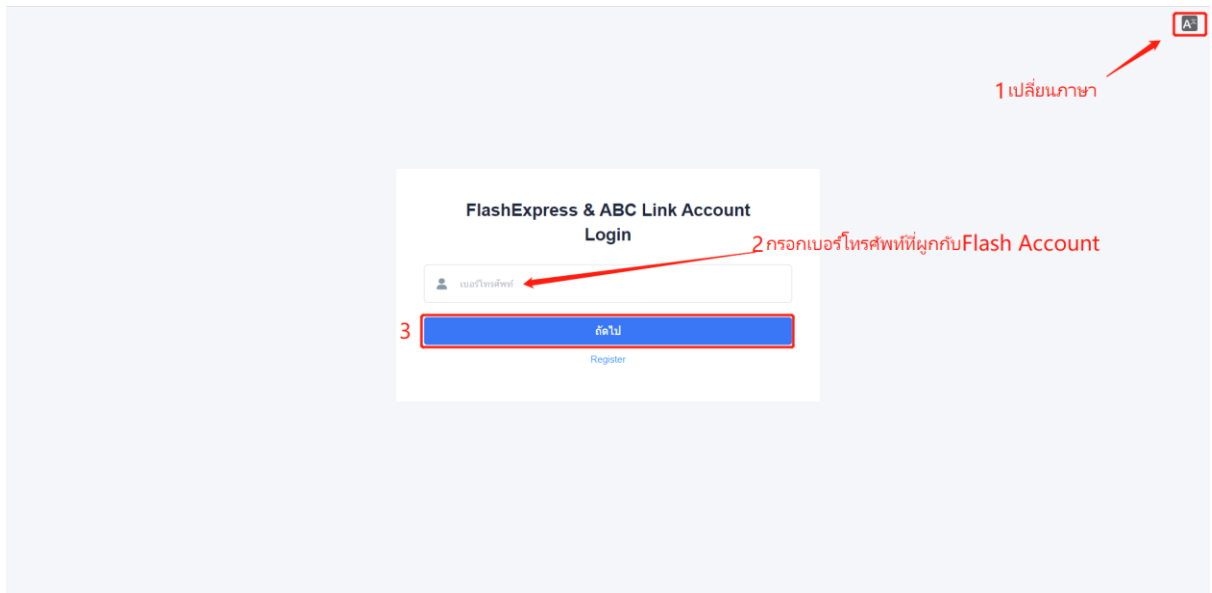 1 เปลี่ยนภาษา
FlashExpress & ABC Link Account
Login
2 กรอกเบอร์โทรศัพท์ที่ผูกกับFlash Account
เบอร์โทรศัพท์
3
ถัดไป
Register